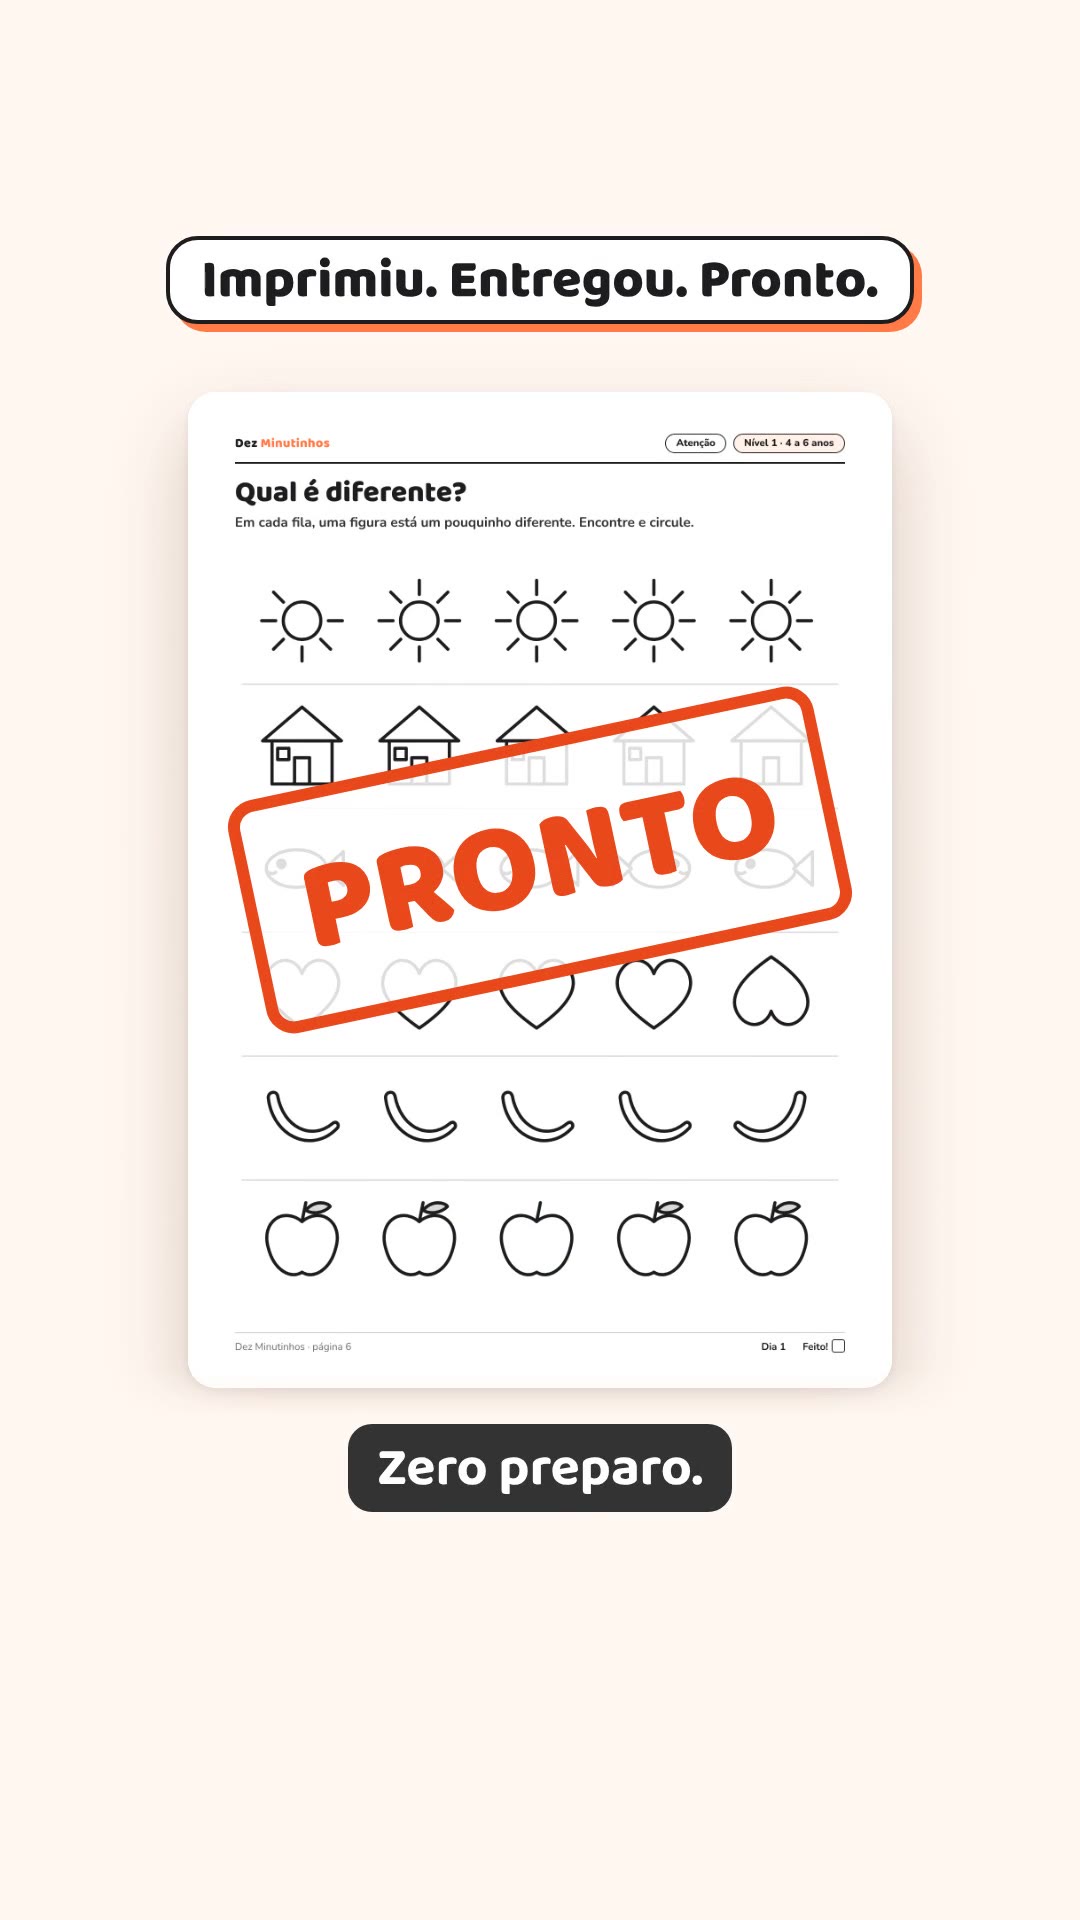 Imprimiu. Entregou. Pronto.
Dez Minutinhos
Atenção
Nível 1 · 4 a 6 anos
Qual é diferente?
Em cada fila, uma figura está um pouquinho diferente. Encontre e circule.
PRONTO
Dez Minutinhos · página 6
Dia 1
Feito!
Zero preparo.